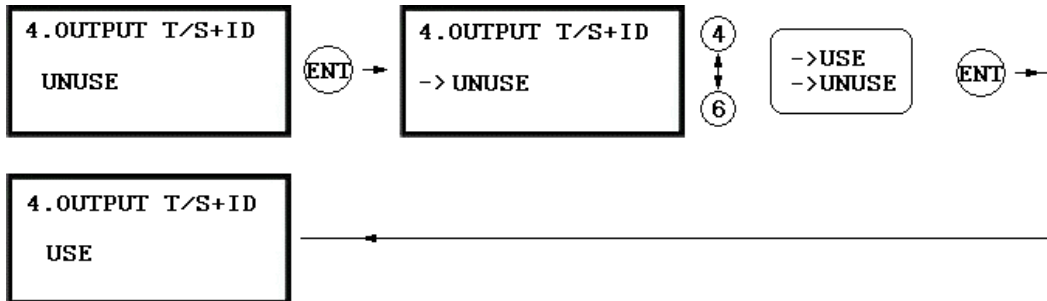 4.OUTPUT T/S+ID
UNUSE
ENT
4.OUTPUT T/S+ID
->UNUSE
4
6
->USE
->UNUSE
ENT
4.OUTPUT T/S+ID
USE